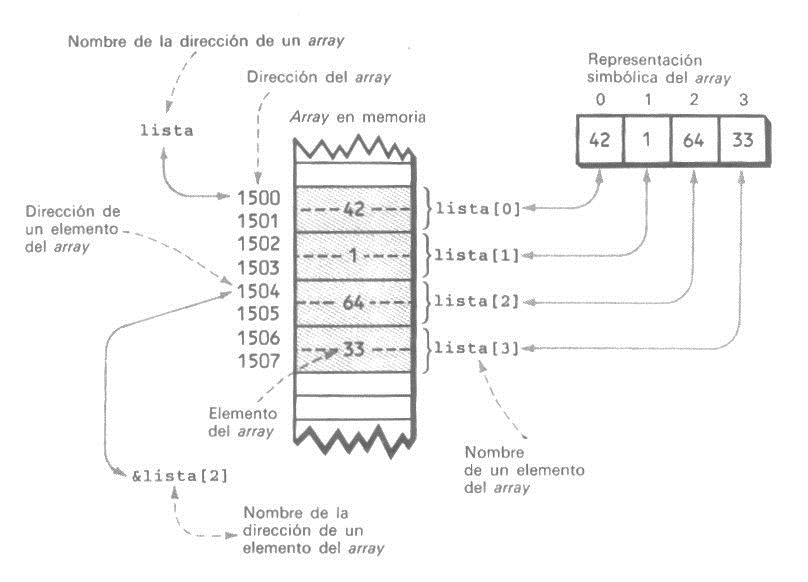 Nombre de la dirección de un array
Dirección del array
lista
Array en memoria
Representación
simbólica del array
0 1 2 3
42 1 64 33
1500
1501
1502
1503
1504
1505
1506
1507
42
1
64
33
lista[0]
lista[1]
lista[2]
lista[3]
Dirección de
un elemento
del array
Elemento
del array
Nombre
de un elemento
del array
&lista[2]
Nombre de la
dirección de un
elemento del array